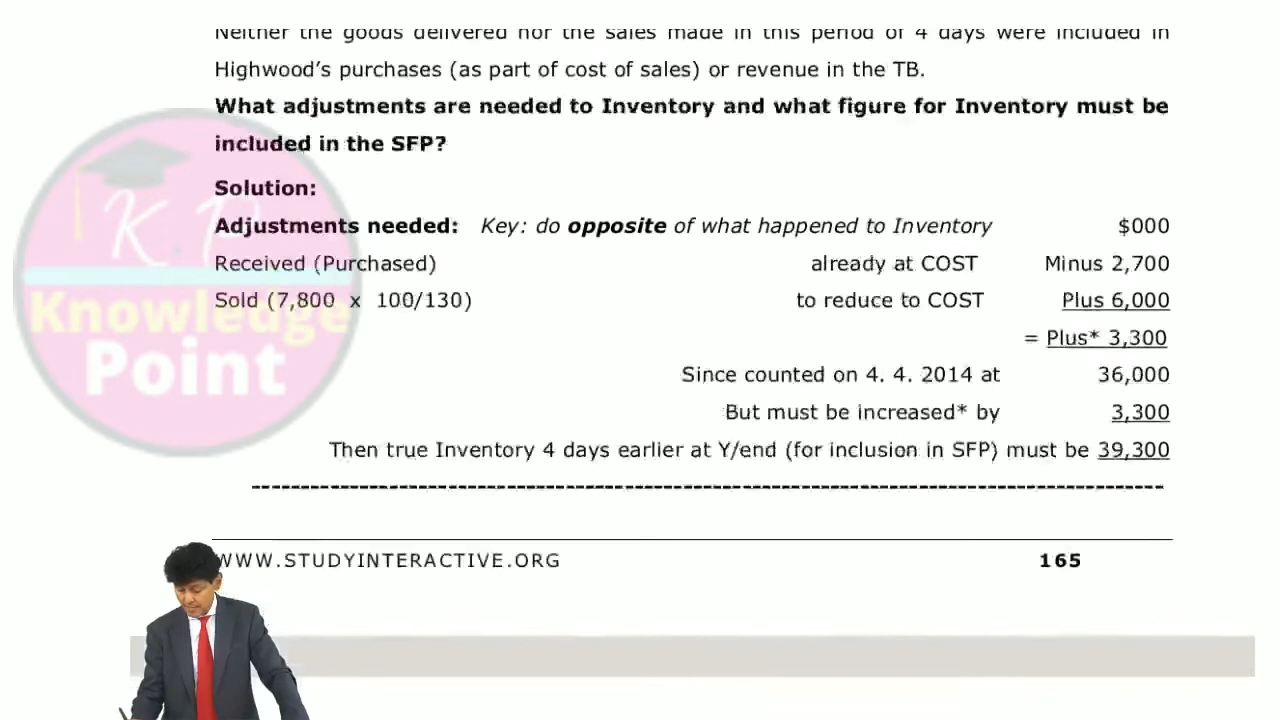 Neither the goods delivered nor the sales made in this period of 4 days were included in
Highwood's purchases (as part of cost of sales) or revenue in the TB.
What adjustments are needed to Inventory and what figure for Inventory must be
included in the SFP?
Solution:
Adjustments needed: Key: do opposite of what happened to Inventory $000
Received (Purchased) already at COST Minus 2,700
Sold (7,800 x 100/130) to reduce to COST Plus 6,000
= Plus* 3,300
Since counted on 4. 4. 2014 at 36,000
But must be increased* by 3,300
Then true Inventory 4 days earlier at Y/end (for inclusion in SFP) must be 39,300
WWW.STUDYINTERACTIVE.ORG 165
K P
Knowledge
Point